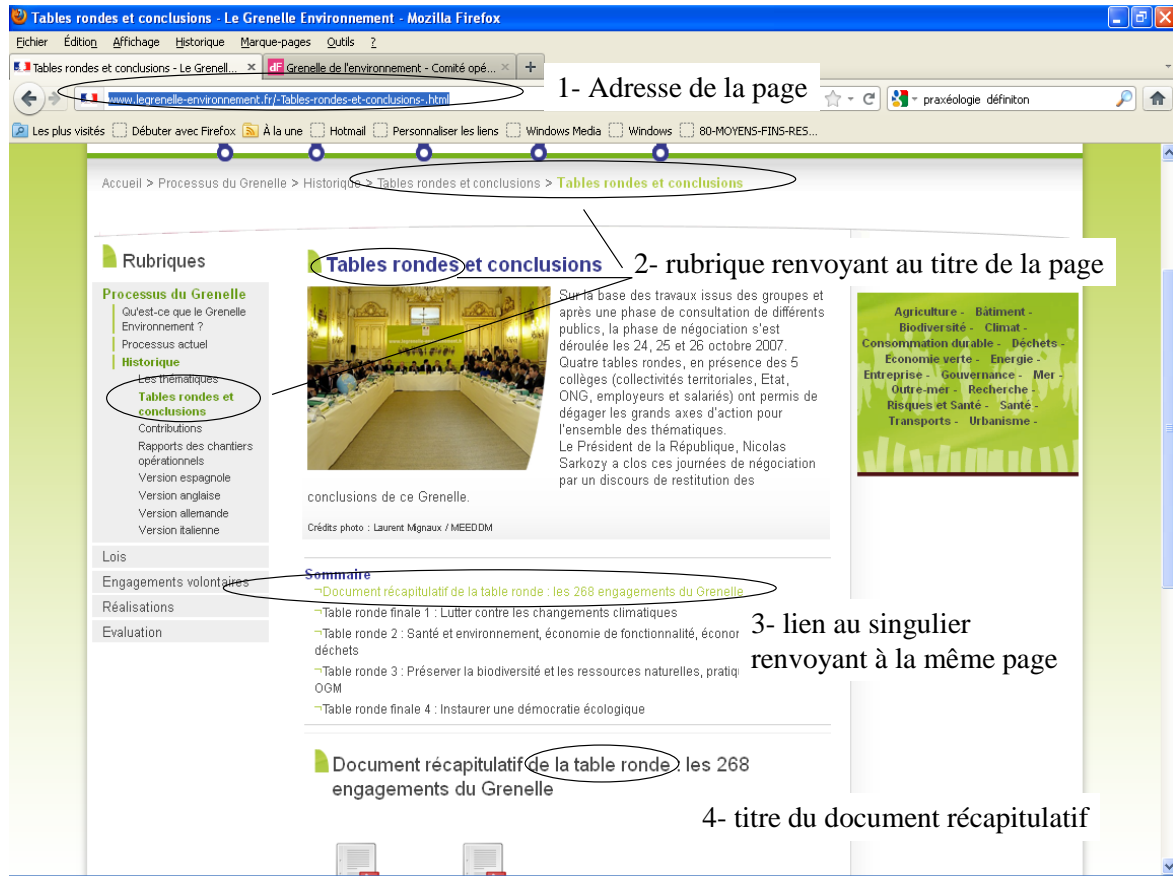 Tables rondes et conclusions - Le Grenelle Environnement - Mozilla Firefox
Fichier Édition Affichage Historique Marque-pages Outils ?
Tables rondes et conclusions - Le Grenell... × dF Grenelle de l'environnement - Comité opé... × +
www.legrenelle-environnement.fr/-Tables-rondes-et-conclusions-.html
1- Adresse de la page
praxéologie définiton
Les plus visités Débuter avec Firefox À la une Hotmail Personnaliser les liens Windows Media Windows 80-MOYENS-FINS-RES...
Accueil > Processus du Grenelle > Historique > Tables rondes et conclusions > Tables rondes et conclusions
Rubriques
Processus du Grenelle
Qu'est-ce que le Grenelle
Environnement ?
Processus actuel
Historique
Les thématiques
Tables rondes et
conclusions
Contributions
Rapports des chantiers
opérationnels
Version espagnole
Version anglaise
Version allemande
Version italienne
Lois
Engagements volontaires
Réalisations
Evaluation
Tables rondes et conclusions
2- rubrique renvoyant au titre de la page
Sur la base des travaux issus des groupes et
après une phase de consultation de différents
publics, la phase de négociation s'est
déroulée les 24, 25 et 26 octobre 2007.
Quatre tables rondes, en présence des 5
collèges (collectivités territoriales, Etat,
ONG, employeurs et salariés) ont permis de
dégager les grands axes d'action pour
l'ensemble des thématiques.
Le Président de la République, Nicolas
Sarkozy a clos ces journées de négociation
par un discours de restitution des
conclusions de ce Grenelle.
Crédits photo : Laurent Mignaux / MEEDDM
Agriculture - Bâtiment -
Biodiversité - Climat -
Consommation durable - Déchets -
Économie verte - Energie -
Entreprise - Gouvernance - Mer -
Outre-mer - Recherche -
Risques et Santé - Santé -
Transports - Urbanisme -
Sommaire
¬Document récapitulatif de la table ronde : les 268 engagements du Grenelle
¬Table ronde finale 1 : Lutter contre les changements climatiques
¬Table ronde 2 : Santé et environnement, économie de fonctionnalité, écono
déchets
¬Table ronde 3 : Préserver la biodiversité et les ressources naturelles, pratiq
OGM
¬Table ronde finale 4 : Instaurer une démocratie écologique
3- lien au singulier
renvoyant à la même page
Document récapitulatif de la table ronde : les 268
engagements du Grenelle
4- titre du document récapitulatif